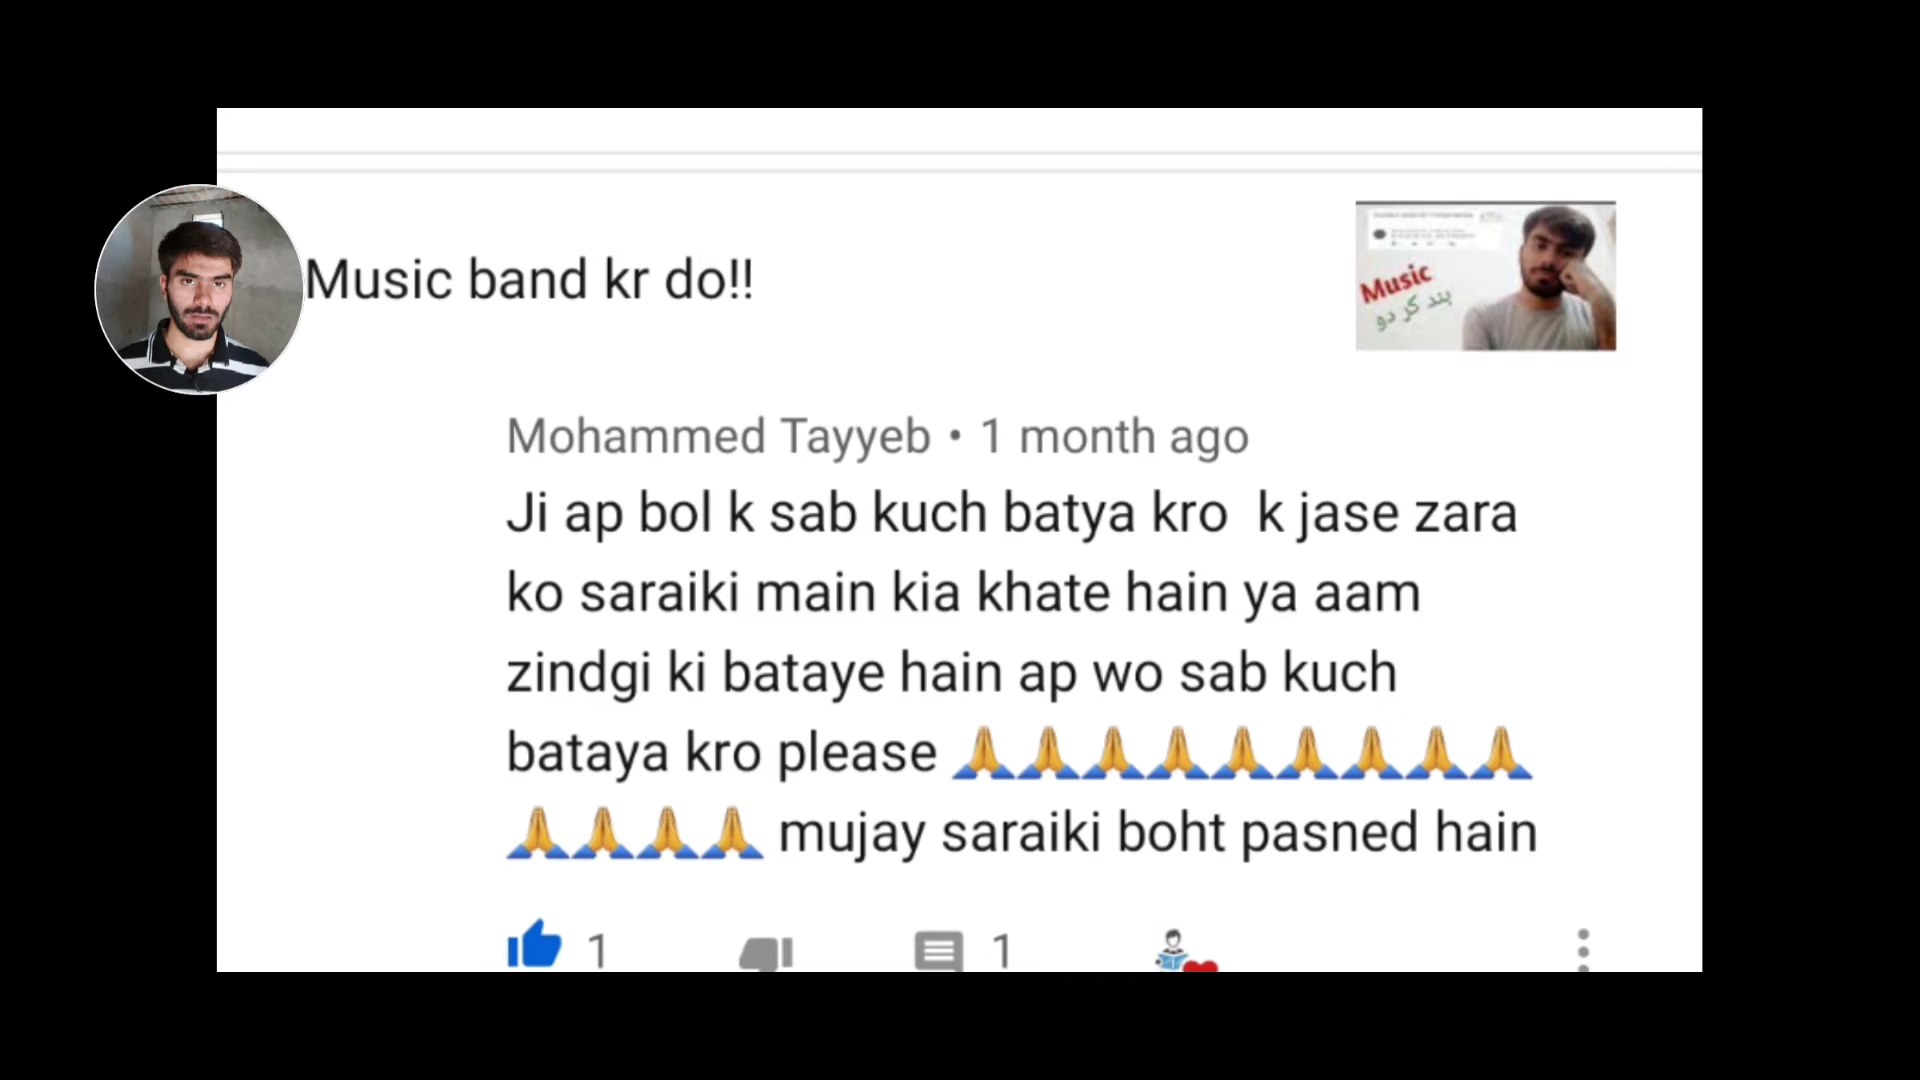 Music band kr do!!
Music
بند کر دو
Mohammed Tayyeb • 1 month ago
Ji ap bol k sab kuch batya kro  k jase zara
ko saraiki main kia khate hain ya aam
zindgi ki bataye hain ap wo sab kuch
bataya kro please 🙏🙏🙏🙏🙏🙏🙏🙏🙏
🙏🙏🙏🙏 mujay saraiki boht pasned hain
1 1